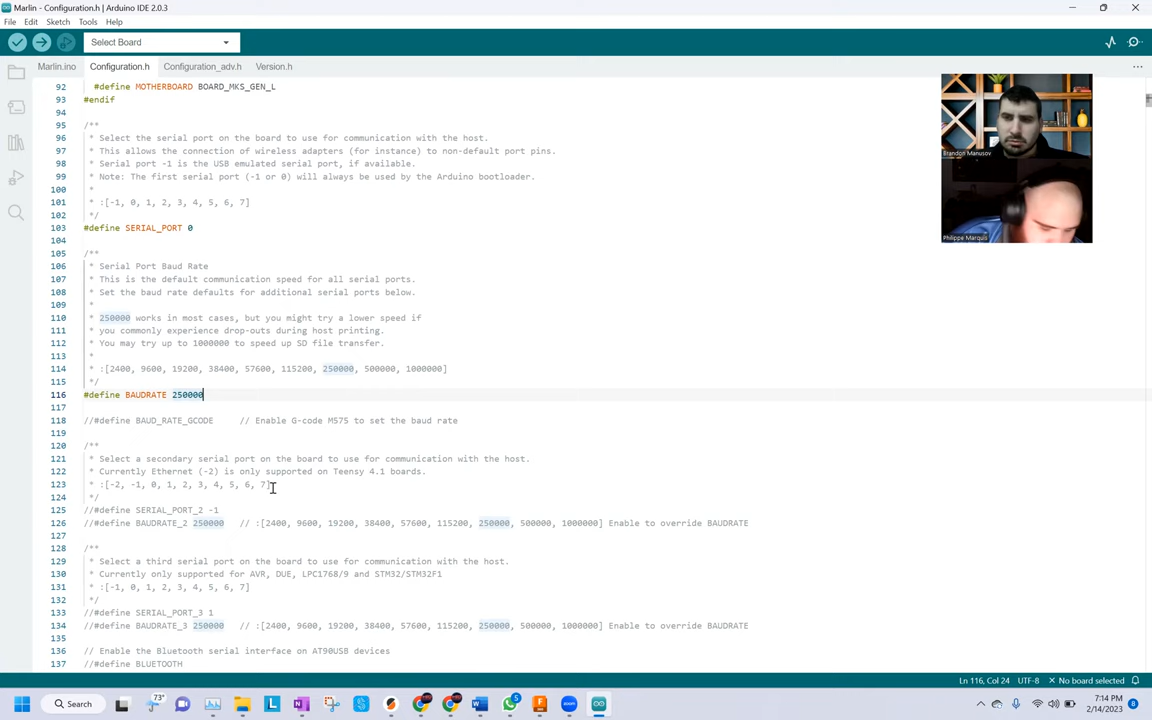 Marlin - Configuration.h | Arduino IDE 2.0.3
File Edit Sketch Tools Help
Select Board
Marlin.ino Configuration.h Configuration_adv.h Version.h
92 #define MOTHERBOARD BOARD_MKS_GEN_L
93 #endif
94
95 /**
96 * Select the serial port on the board to use for communication with the host.
97 * This allows the connection of wireless adapters (for instance) to non-default port pins.
98 * Serial port -1 is the USB emulated serial port, if available.
99 * Note: The first serial port (-1 or 0) will always be used by the Arduino bootloader.
100 *
101 * :[-1, 0, 1, 2, 3, 4, 5, 6, 7]
102 */
103 #define SERIAL_PORT 0
104
105 /**
106 * Serial Port Baud Rate
107 * This is the default communication speed for all serial ports.
108 * Set the baud rate defaults for additional serial ports below.
109 *
110 * 250000 works in most cases, but you might try a lower speed if
111 * you commonly experience drop-outs during host printing.
112 * You may try up to 1000000 to speed up SD file transfer.
113 *
114 * :[2400, 9600, 19200, 38400, 57600, 115200, 250000, 500000, 1000000]
115 */
116 #define BAUDRATE 250000
117
118 //#define BAUD_RATE_GCODE // Enable G-code M575 to set the baud rate
119
120 /**
121 * Select a secondary serial port on the board to use for communication with the host.
122 * Currently Ethernet (-2) is only supported on Teensy 4.1 boards.
123 * :[-2, -1, 0, 1, 2, 3, 4, 5, 6, 7]
124 */
125 //#define SERIAL_PORT_2 -1
126 //#define BAUDRATE_2 250000 // :[2400, 9600, 19200, 38400, 57600, 115200, 250000, 500000, 1000000] Enable to override BAUDRATE
127
128 /**
129 * Select a third serial port on the board to use for communication with the host.
130 * Currently only supported for AVR, DUE, LPC1768/9 and STM32/STM32F1
131 * :[-1, 0, 1, 2, 3, 4, 5, 6, 7]
132 */
133 //#define SERIAL_PORT_3 1
134 //#define BAUDRATE_3 250000 // :[2400, 9600, 19200, 38400, 57600, 115200, 250000, 500000, 1000000] Enable to override BAUDRATE
135
136 // Enable the Bluetooth serial interface on AT90USB devices
137 //#define BLUETOOTH
Brandon Manusov
Philippe Marquis
Ln 116, Col 24 UTF-8 No board selected
Search
73°
5
7:14 PM
2/14/2023
8